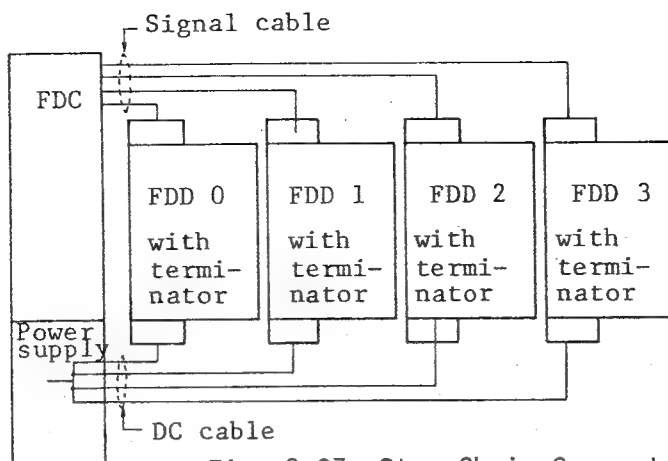 Signal cable
FDC
FDD 0
with
termi-
nator
FDD 1
with
termi-
nator
FDD 2
with
termi-
nator
FDD 3
with
termi-
nator
Power
supply
DC cable